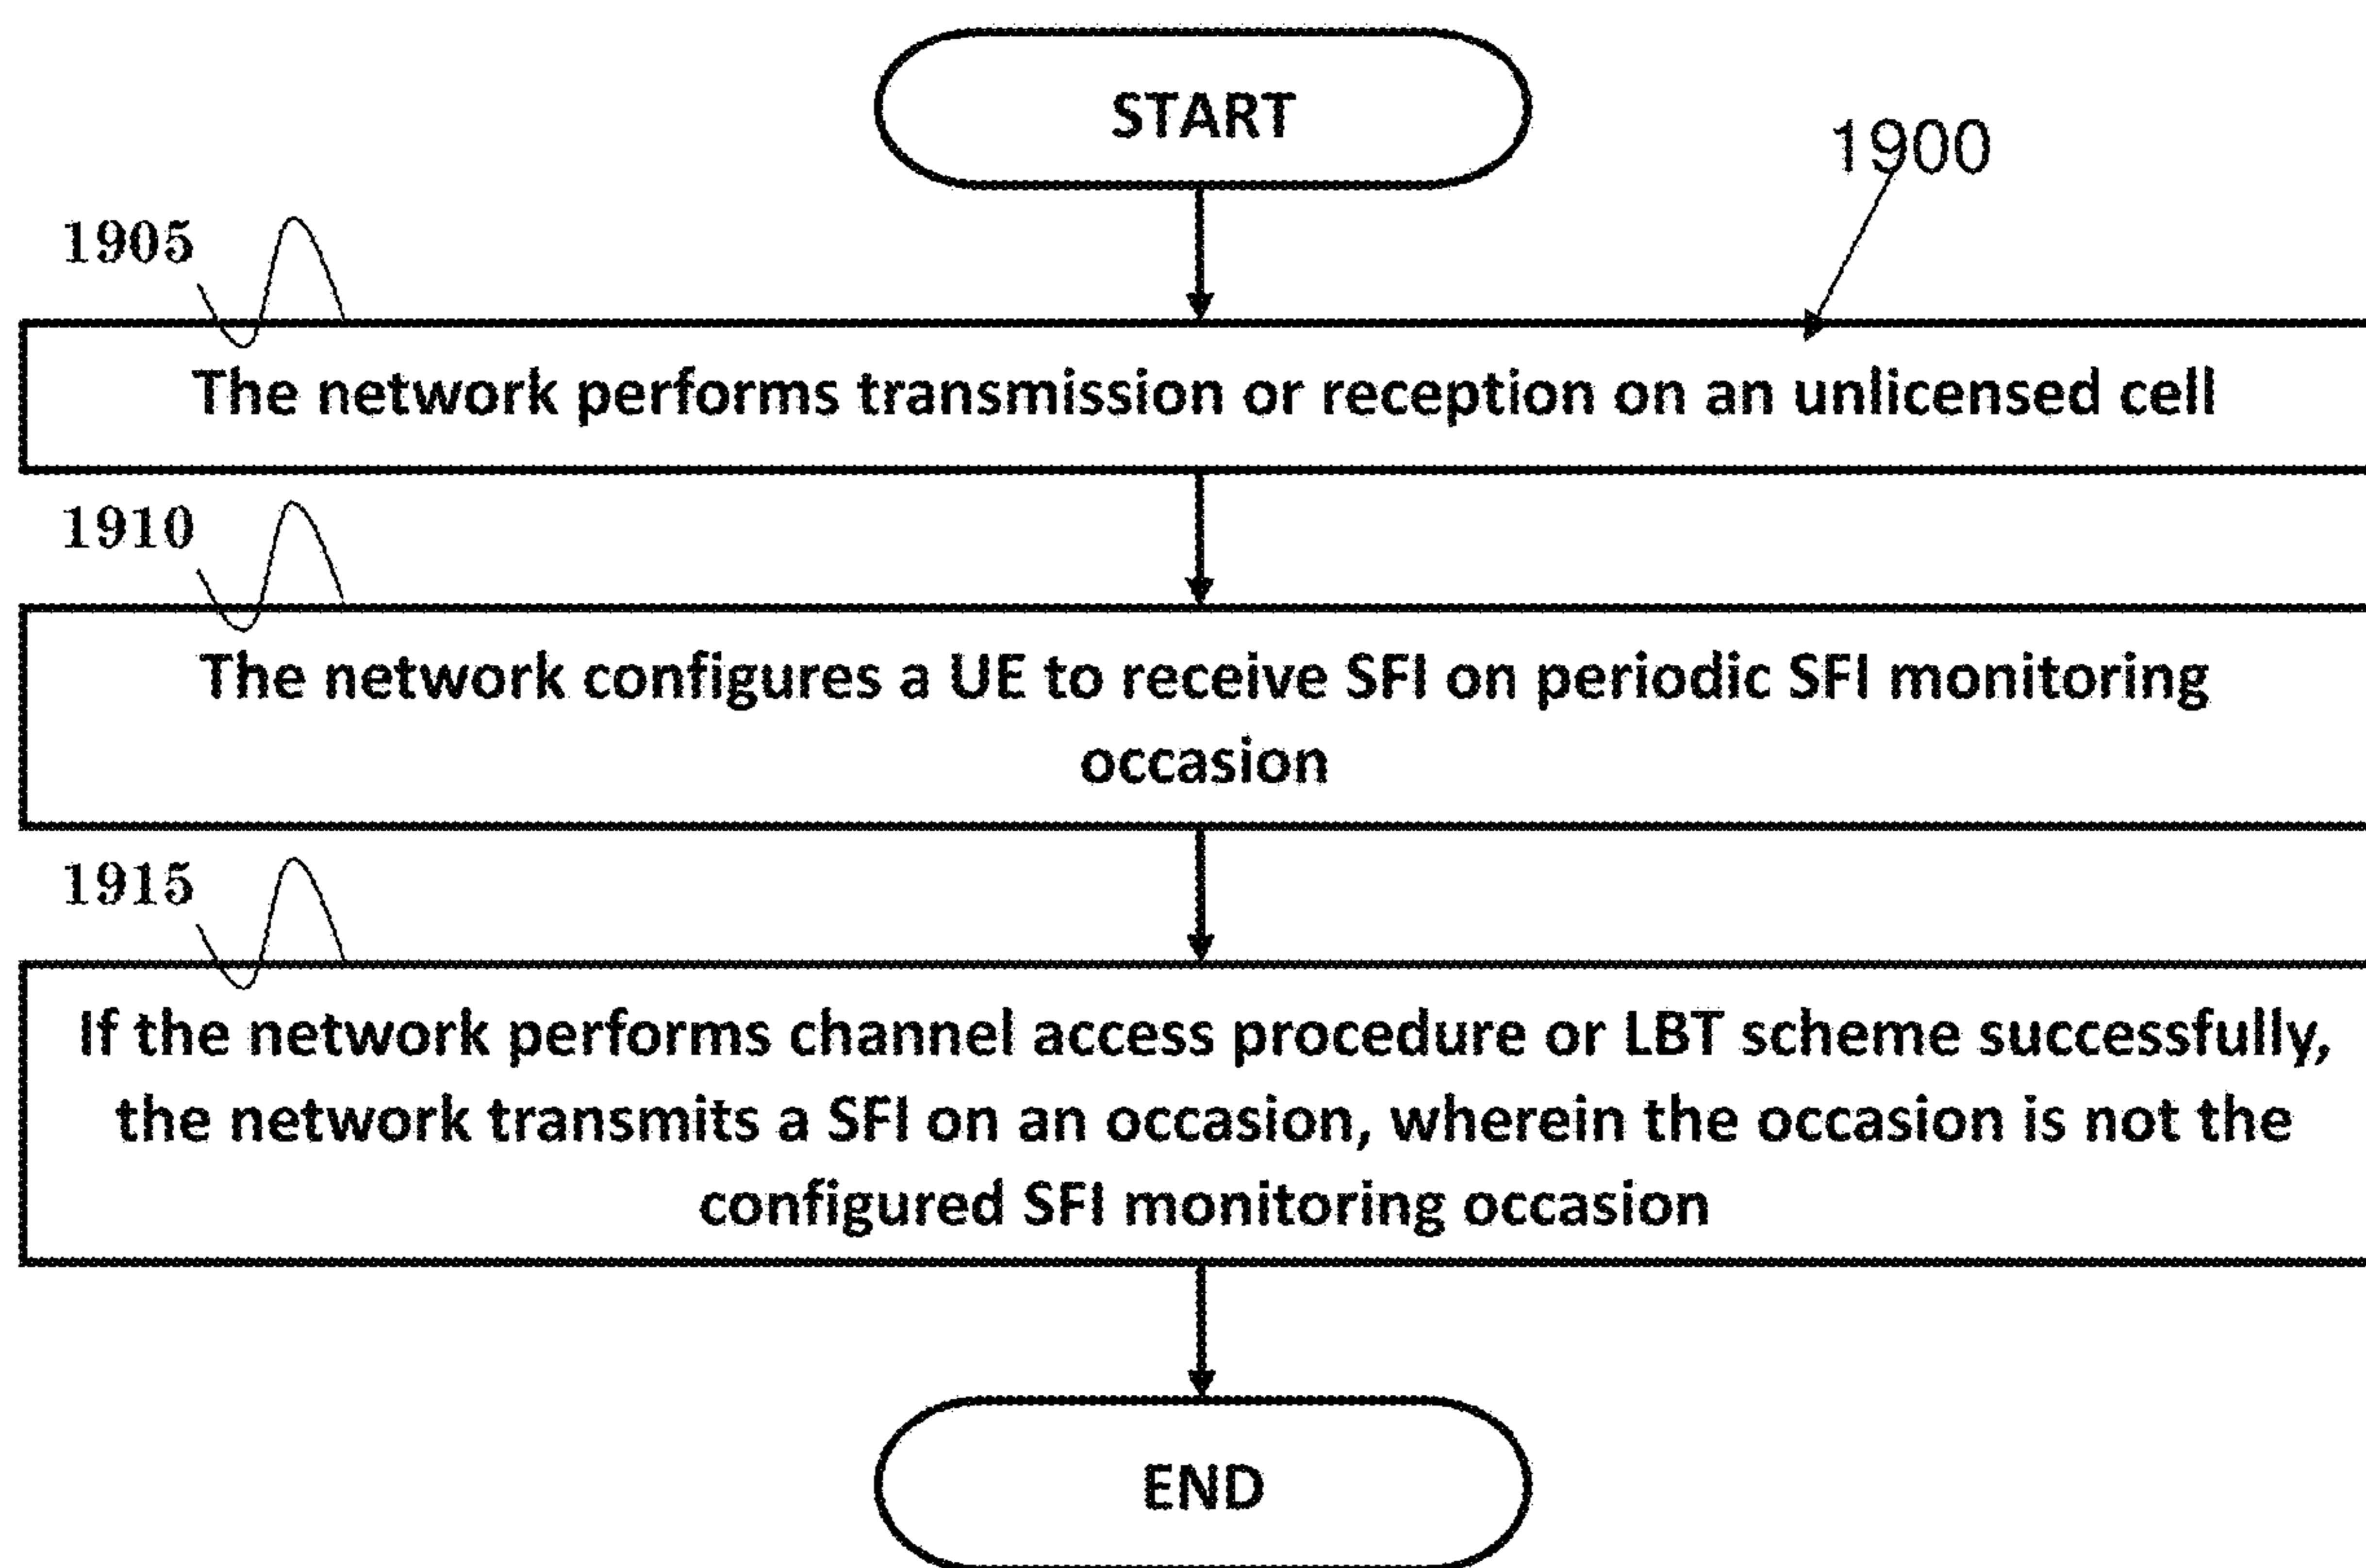 START
1900
1905
The network performs transmission or reception on an unlicensed cell
1910
The network configures a UE to receive SFI on periodic SFI monitoring
occasion
1915
If the network performs channel access procedure or LBT scheme successfully,
the network transmits a SFI on an occasion, wherein the occasion is not the
configured SFI monitoring occasion
END